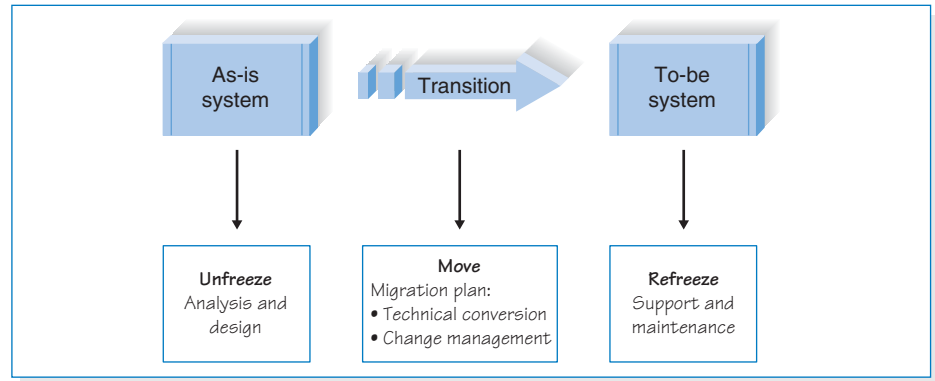 As-is
system
Transition
To-be
system
Unfreeze
Analysis and
design
Move
Migration plan:
• Technical conversion
• Change management
Refreeze
Support and
maintenance